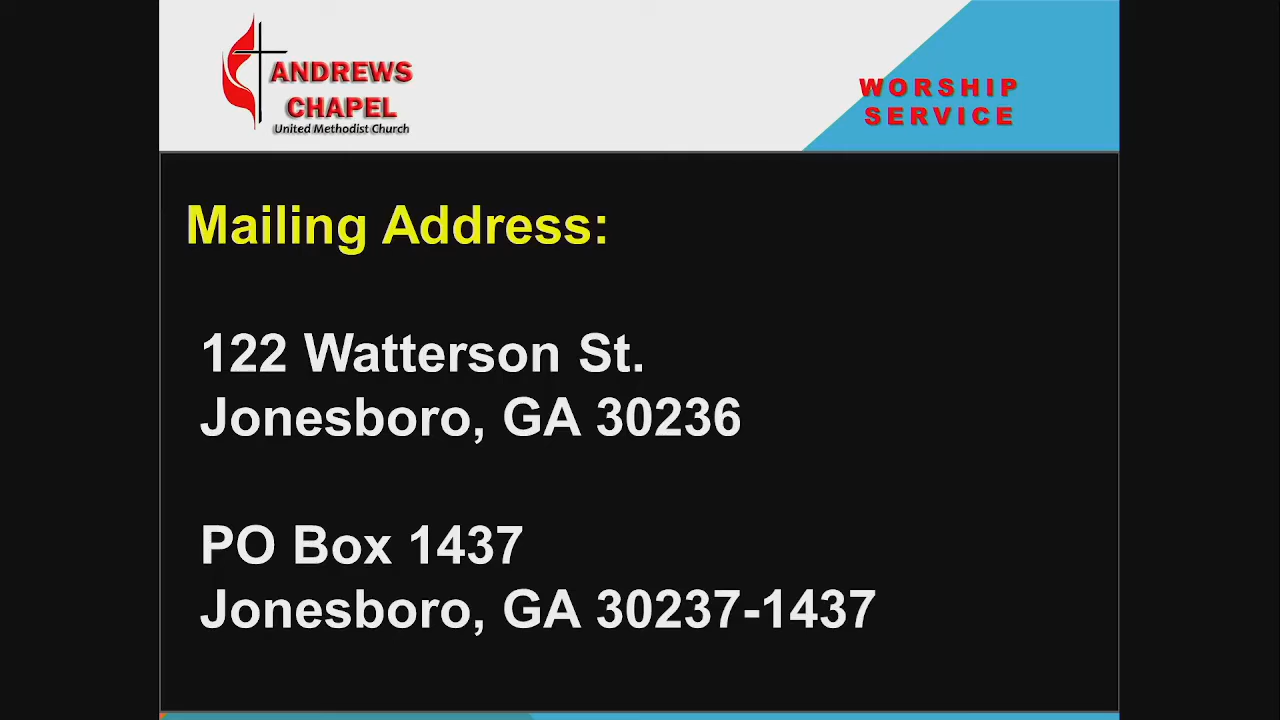 ANDREWS
CHAPEL
United Methodist Church
WORSHIP
SERVICE
Mailing Address:
122 Watterson St.
Jonesboro, GA 30236
PO Box 1437
Jonesboro, GA 30237-1437